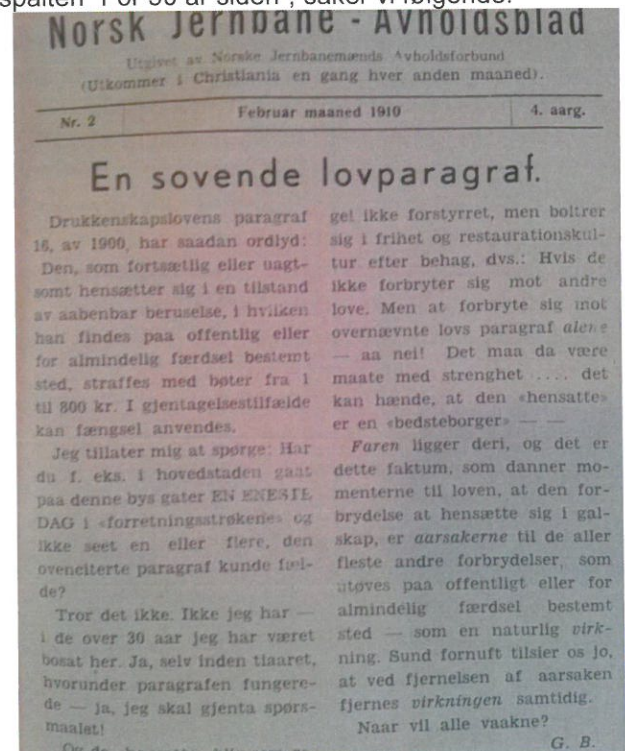 spalten "For 50 år siden", saker vi følgende:
Norsk Jernbane - Avholdsblad
Utgivet av Norske Jernbanemænds Avholdsforbund
(Utkommer i Christiania en gang hver anden maaned).
Nr. 2
Februar maaned 1910
4. aarg.
En sovende lovparagraf.
Drukkenskapslovens paragraf
16, av 1900, har saadan ordlyd:
Den, som fortsætlig eller uagt-
somt hensætter sig i en tilstand
av aabenbar beruselse, i hvilken
han findes paa offentlig eller
for almindelig færdsel bestemt
sted, straffes med bøter fra 1
til 800 kr. I gjentagelsestilfælde
kan fængsel anvendes.
Jeg tillater mig at spørge: Har
du f. eks. i hovedstaden gaat
paa denne bys gater EN ENESTE
DAG i «forretningsstrøkene» og
ikke seet en eller flere, den
ovenciterte paragraf kunde fæl-
de?
Tror det ikke. Ikke jeg har —
i de over 30 aar jeg har været
bosat her. Ja, selv inden tiaaret,
hvorunder paragrafen fungere-
de — ja, jeg skal gjenta spørs-
maalet!
gel ikke forstyrret, men boltrer
sig i frihet og restaurationskul-
tur efter behag, dvs.: Hvis de
ikke forbryter sig mot andre
love. Men at forbryte sig mot
overnævnte lovs paragraf alene
— aa nei! Det maa da være
maate med strenghet .... det
kan hænde, at den «hensatte»
er en «bedsteborger» — —
Faren ligger deri, og det er
dette faktum, som danner mo-
menterne til loven, at den for-
brydelse at hensætte sig i gal-
skap, er aarsakerne til de aller
fleste andre forbrydelser, som
utøves paa offentligt eller for
almindelig færdsel bestemt
sted — som en naturlig virk-
ning. Sund fornuft tilsier os jo,
at ved fjernelsen af aarsaken
fjernes virkningen samtidig.
Naar vil alle vaakne?
G. B.